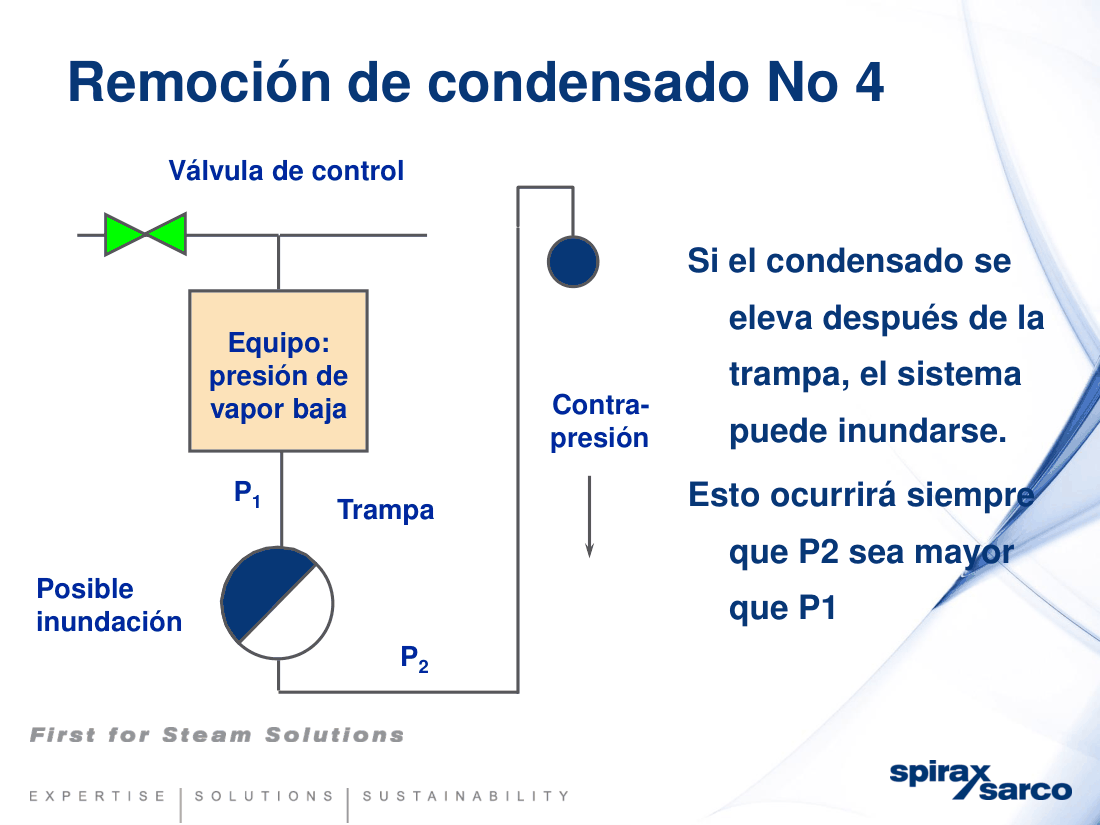 Remoción de condensado No 4
Válvula de control
Equipo:
presión de
vapor baja
Contra-
presión
P1
Trampa
Posible
inundación
P2
Si el condensado se
eleva después de la
trampa, el sistema
puede inundarse.
Esto ocurrirá siempre
que P2 sea mayor
que P1
First for Steam Solutions
EXPERTISE SOLUTIONS SUSTAINABILITY
spirax
sarco